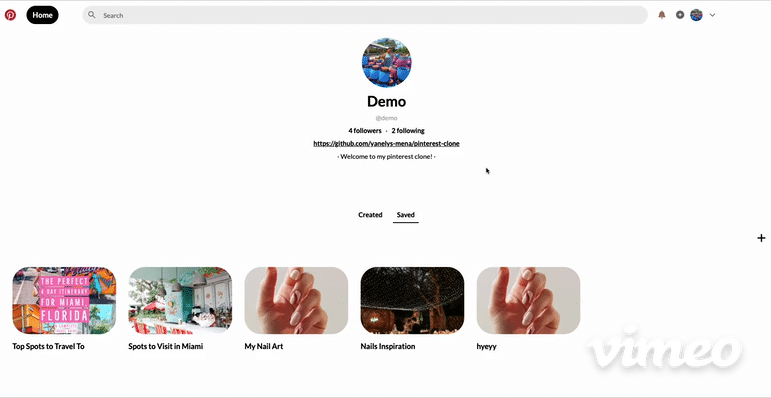 Home
Search
Demo
@demo
4 followers · 2 following
https://github.com/yanelys-mena/pinterest-clone
· Welcome to my pinterest clone! ·
Created Saved
THE PERFECT
4 DAY ITINERARY
FOR MIAMI
FLORIDA
Top Spots to Travel To
Spots to Visit in Miami
My Nail Art
Nails Inspiration
hyeyy
vimeo